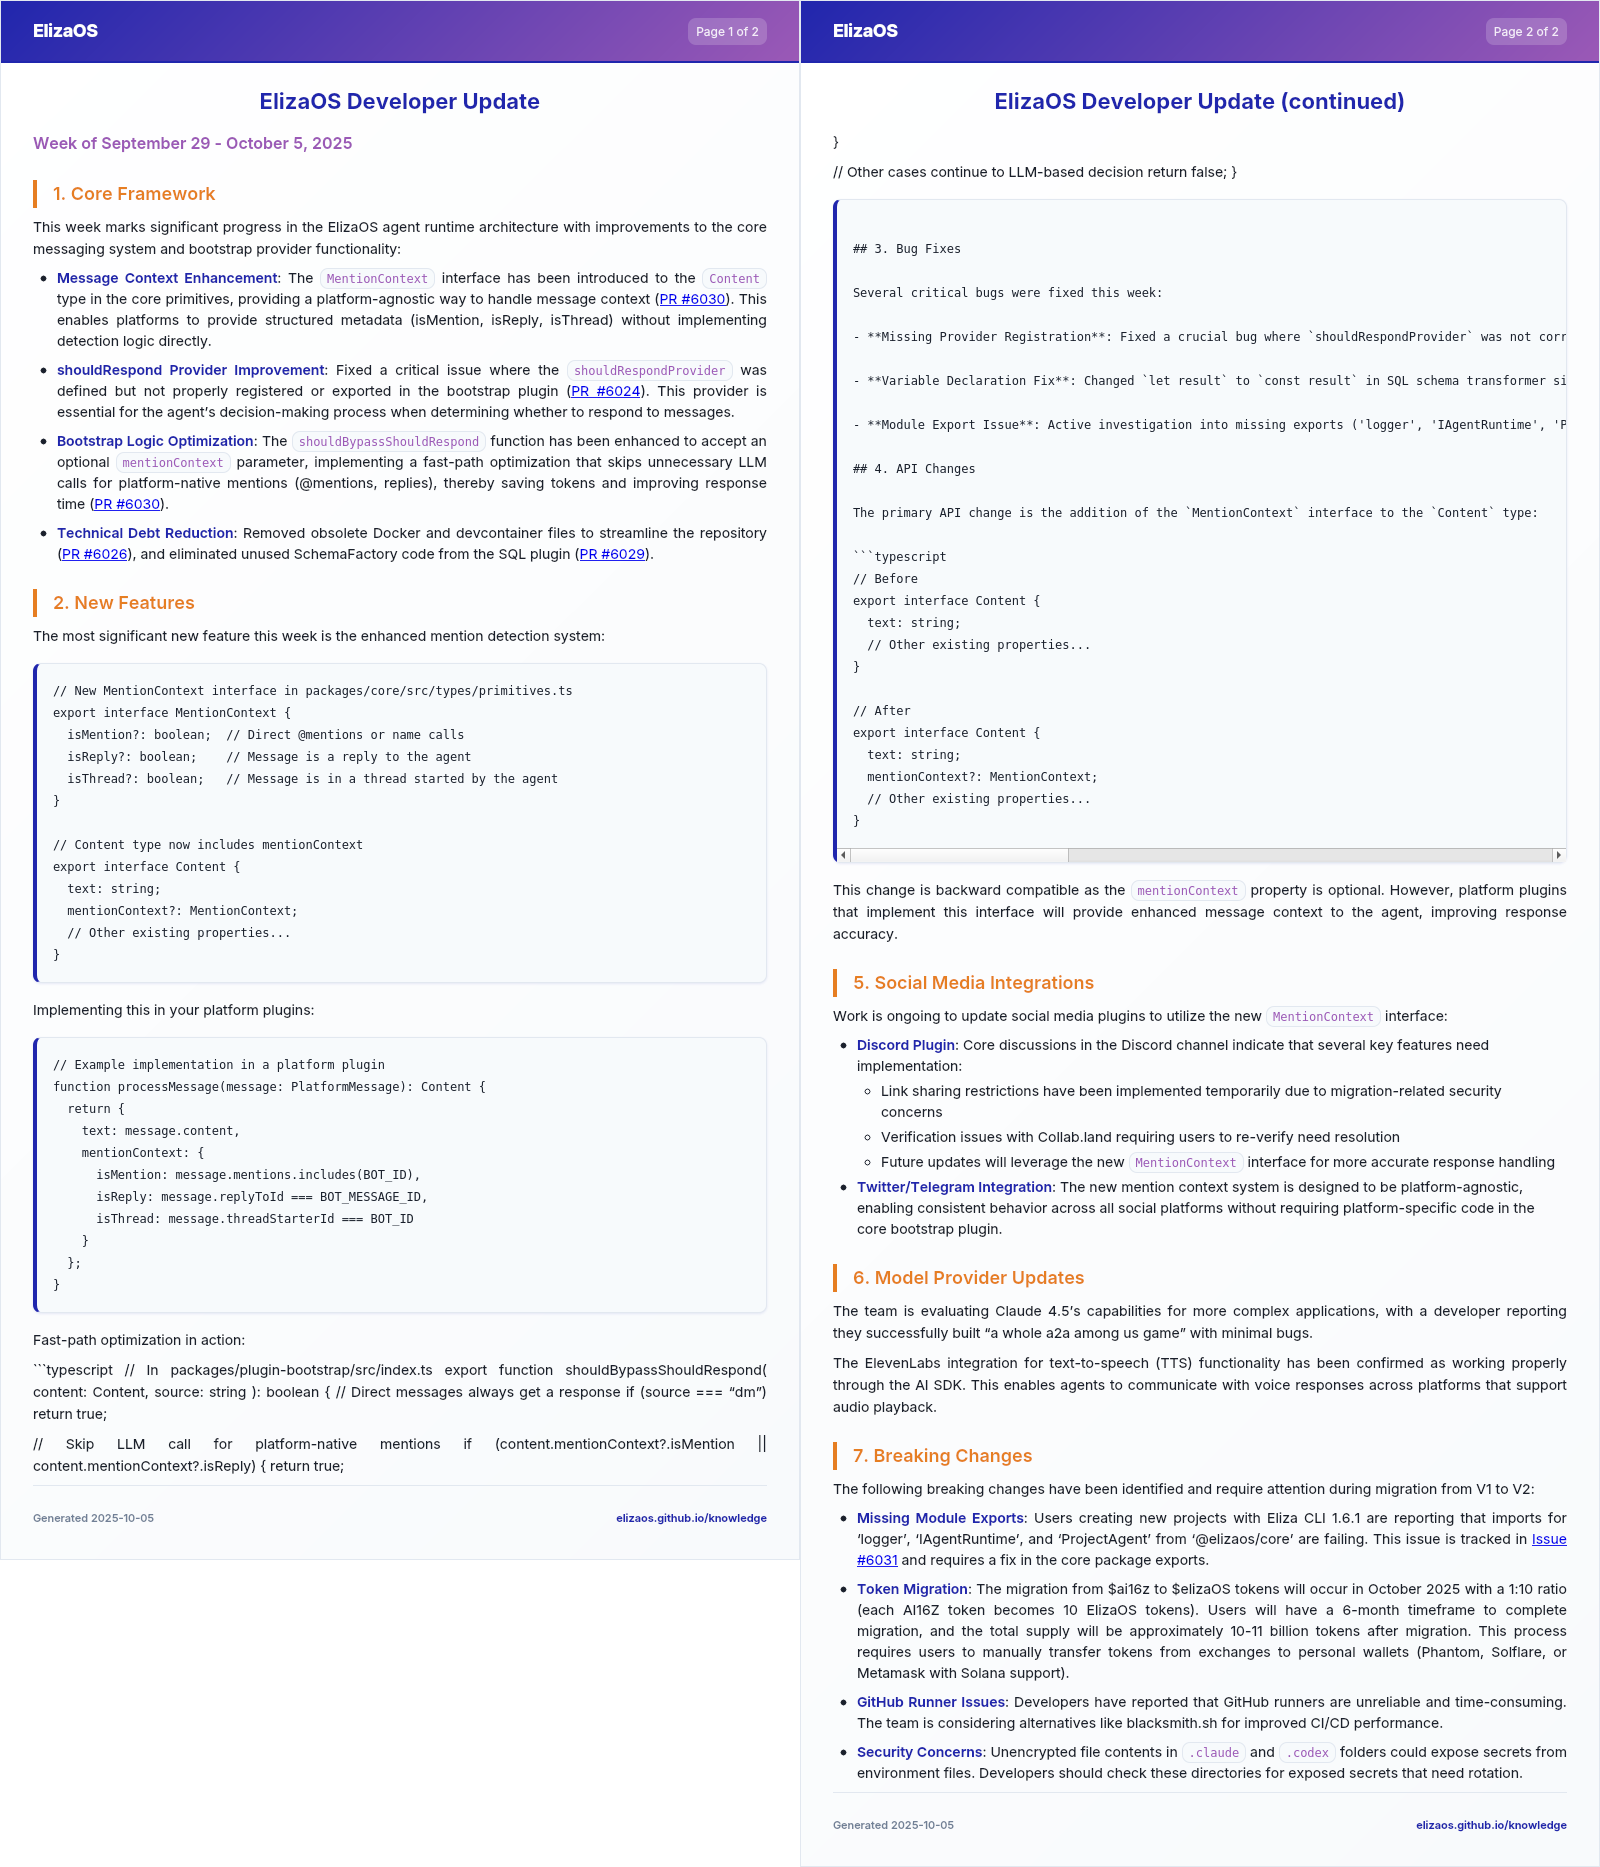 ElizaOS
Page 1 of 2
ElizaOS Developer Update
Week of September 29 - October 5, 2025
1. Core Framework
This week marks significant progress in the ElizaOS agent runtime architecture with improvements to the core
messaging system and bootstrap provider functionality:
• Message Context Enhancement: The MentionContext interface has been introduced to the Content
type in the core primitives, providing a platform-agnostic way to handle message context (PR #6030). This
enables platforms to provide structured metadata (isMention, isReply, isThread) without implementing
detection logic directly.
• shouldRespond Provider Improvement: Fixed a critical issue where the shouldRespondProvider was
defined but not properly registered or exported in the bootstrap plugin (PR #6024). This provider is
essential for the agent’s decision-making process when determining whether to respond to messages.
• Bootstrap Logic Optimization: The shouldBypassShouldRespond function has been enhanced to accept an
optional mentionContext parameter, implementing a fast-path optimization that skips unnecessary LLM
calls for platform-native mentions (@mentions, replies), thereby saving tokens and improving response
time (PR #6030).
• Technical Debt Reduction: Removed obsolete Docker and devcontainer files to streamline the repository
(PR #6026), and eliminated unused SchemaFactory code from the SQL plugin (PR #6029).
2. New Features
The most significant new feature this week is the enhanced mention detection system:
// New MentionContext interface in packages/core/src/types/primitives.ts
export interface MentionContext {
  isMention?: boolean;  // Direct @mentions or name calls
  isReply?: boolean;    // Message is a reply to the agent
  isThread?: boolean;   // Message is in a thread started by the agent
}
// Content type now includes mentionContext
export interface Content {
  text: string;
  mentionContext?: MentionContext;
  // Other existing properties...
}
Implementing this in your platform plugins:
// Example implementation in a platform plugin
function processMessage(message: PlatformMessage): Content {
  return {
    text: message.content,
    mentionContext: {
      isMention: message.mentions.includes(BOT_ID),
      isReply: message.replyToId === BOT_MESSAGE_ID,
      isThread: message.threadStarterId === BOT_ID
    }
  };
}
Fast-path optimization in action:
```typescript // In packages/plugin-bootstrap/src/index.ts export function shouldBypassShouldRespond(
content: Content, source: string ): boolean { // Direct messages always get a response if (source === “dm”)
return true;
// Skip LLM call for platform-native mentions if (content.mentionContext?.isMention ||
content.mentionContext?.isReply) { return true;
Generated 2025-10-05
elizaos.github.io/knowledge
ElizaOS
Page 2 of 2
ElizaOS Developer Update (continued)
}
// Other cases continue to LLM-based decision return false; }
## 3. Bug Fixes
Several critical bugs were fixed this week:
- **Missing Provider Registration**: Fixed a crucial bug where `shouldRespondProvider` was not corr
- **Variable Declaration Fix**: Changed `let result` to `const result` in SQL schema transformer si
- **Module Export Issue**: Active investigation into missing exports ('logger', 'IAgentRuntime', 'P
## 4. API Changes
The primary API change is the addition of the `MentionContext` interface to the `Content` type:
```typescript
// Before
export interface Content {
  text: string;
  // Other existing properties...
}
// After
export interface Content {
  text: string;
  mentionContext?: MentionContext;
  // Other existing properties...
}
This change is backward compatible as the mentionContext property is optional. However, platform plugins
that implement this interface will provide enhanced message context to the agent, improving response
accuracy.
5. Social Media Integrations
Work is ongoing to update social media plugins to utilize the new MentionContext interface:
• Discord Plugin: Core discussions in the Discord channel indicate that several key features need
implementation:
◦ Link sharing restrictions have been implemented temporarily due to migration-related security
concerns
◦ Verification issues with Collab.land requiring users to re-verify need resolution
◦ Future updates will leverage the new MentionContext interface for more accurate response handling
• Twitter/Telegram Integration: The new mention context system is designed to be platform-agnostic,
enabling consistent behavior across all social platforms without requiring platform-specific code in the
core bootstrap plugin.
6. Model Provider Updates
The team is evaluating Claude 4.5’s capabilities for more complex applications, with a developer reporting
they successfully built “a whole a2a among us game” with minimal bugs.
The ElevenLabs integration for text-to-speech (TTS) functionality has been confirmed as working properly
through the AI SDK. This enables agents to communicate with voice responses across platforms that support
audio playback.
7. Breaking Changes
The following breaking changes have been identified and require attention during migration from V1 to V2:
• Missing Module Exports: Users creating new projects with Eliza CLI 1.6.1 are reporting that imports for
‘logger’, ‘IAgentRuntime’, and ‘ProjectAgent’ from ‘@elizaos/core’ are failing. This issue is tracked in Issue
#6031 and requires a fix in the core package exports.
• Token Migration: The migration from $ai16z to $elizaOS tokens will occur in October 2025 with a 1:10 ratio
(each AI16Z token becomes 10 ElizaOS tokens). Users will have a 6-month timeframe to complete
migration, and the total supply will be approximately 10-11 billion tokens after migration. This process
requires users to manually transfer tokens from exchanges to personal wallets (Phantom, Solflare, or
Metamask with Solana support).
• GitHub Runner Issues: Developers have reported that GitHub runners are unreliable and time-consuming.
The team is considering alternatives like blacksmith.sh for improved CI/CD performance.
• Security Concerns: Unencrypted file contents in .claude and .codex folders could expose secrets from
environment files. Developers should check these directories for exposed secrets that need rotation.
Generated 2025-10-05
elizaos.github.io/knowledge